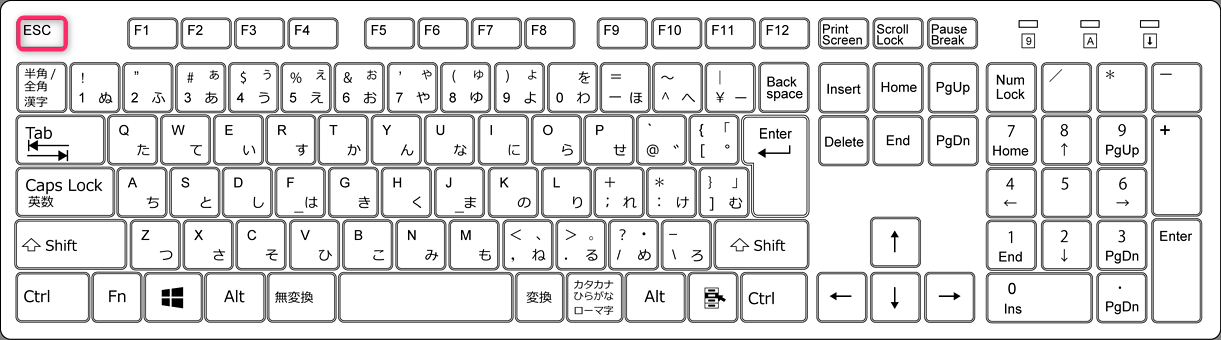 ESC F1 F2 F3 F4 F5 F6 F7 F8 F9 F10 F11 F12 Print Screen Scroll Lock Pause Break 9 A ⬇
半角/全角 漢字 ! 1 ぬ " 2 ふ # ぁ 3 あ $ ぅ 4 う % ぇ 5 え & ぉ 6 お ' ゃ 7 や ( ゅ 8 ゆ ) ょ 9 よ を 0 わ = ー ほ ～ ^ へ | ¥ ー Back space Insert Home PgUp Num Lock ／ ＊ －
Tab Q た W て E い R す T か Y ん U な I に O ら P せ ` @ ゛ { 「 [ ° Enter Delete End PgDn 7 Home 8 ↑ 9 PgUp +
Caps Lock 英数 A ち S と D し F _は G き H く J _ま K の L り + ; れ * : け } 」 ] む 4 ← 5 6 →
Shift Z つ X さ C そ V ひ B こ N み M も < 、 , ね > 。 . る ? ・ / め _ \ ろ Shift ↑ 1 End 2 ↓ 3 PgDn Enter
Ctrl Fn Alt 無変換 変換 カタカナ ひらがな ローマ字 Alt Ctrl ← ↓ → 0 Ins . PgDn